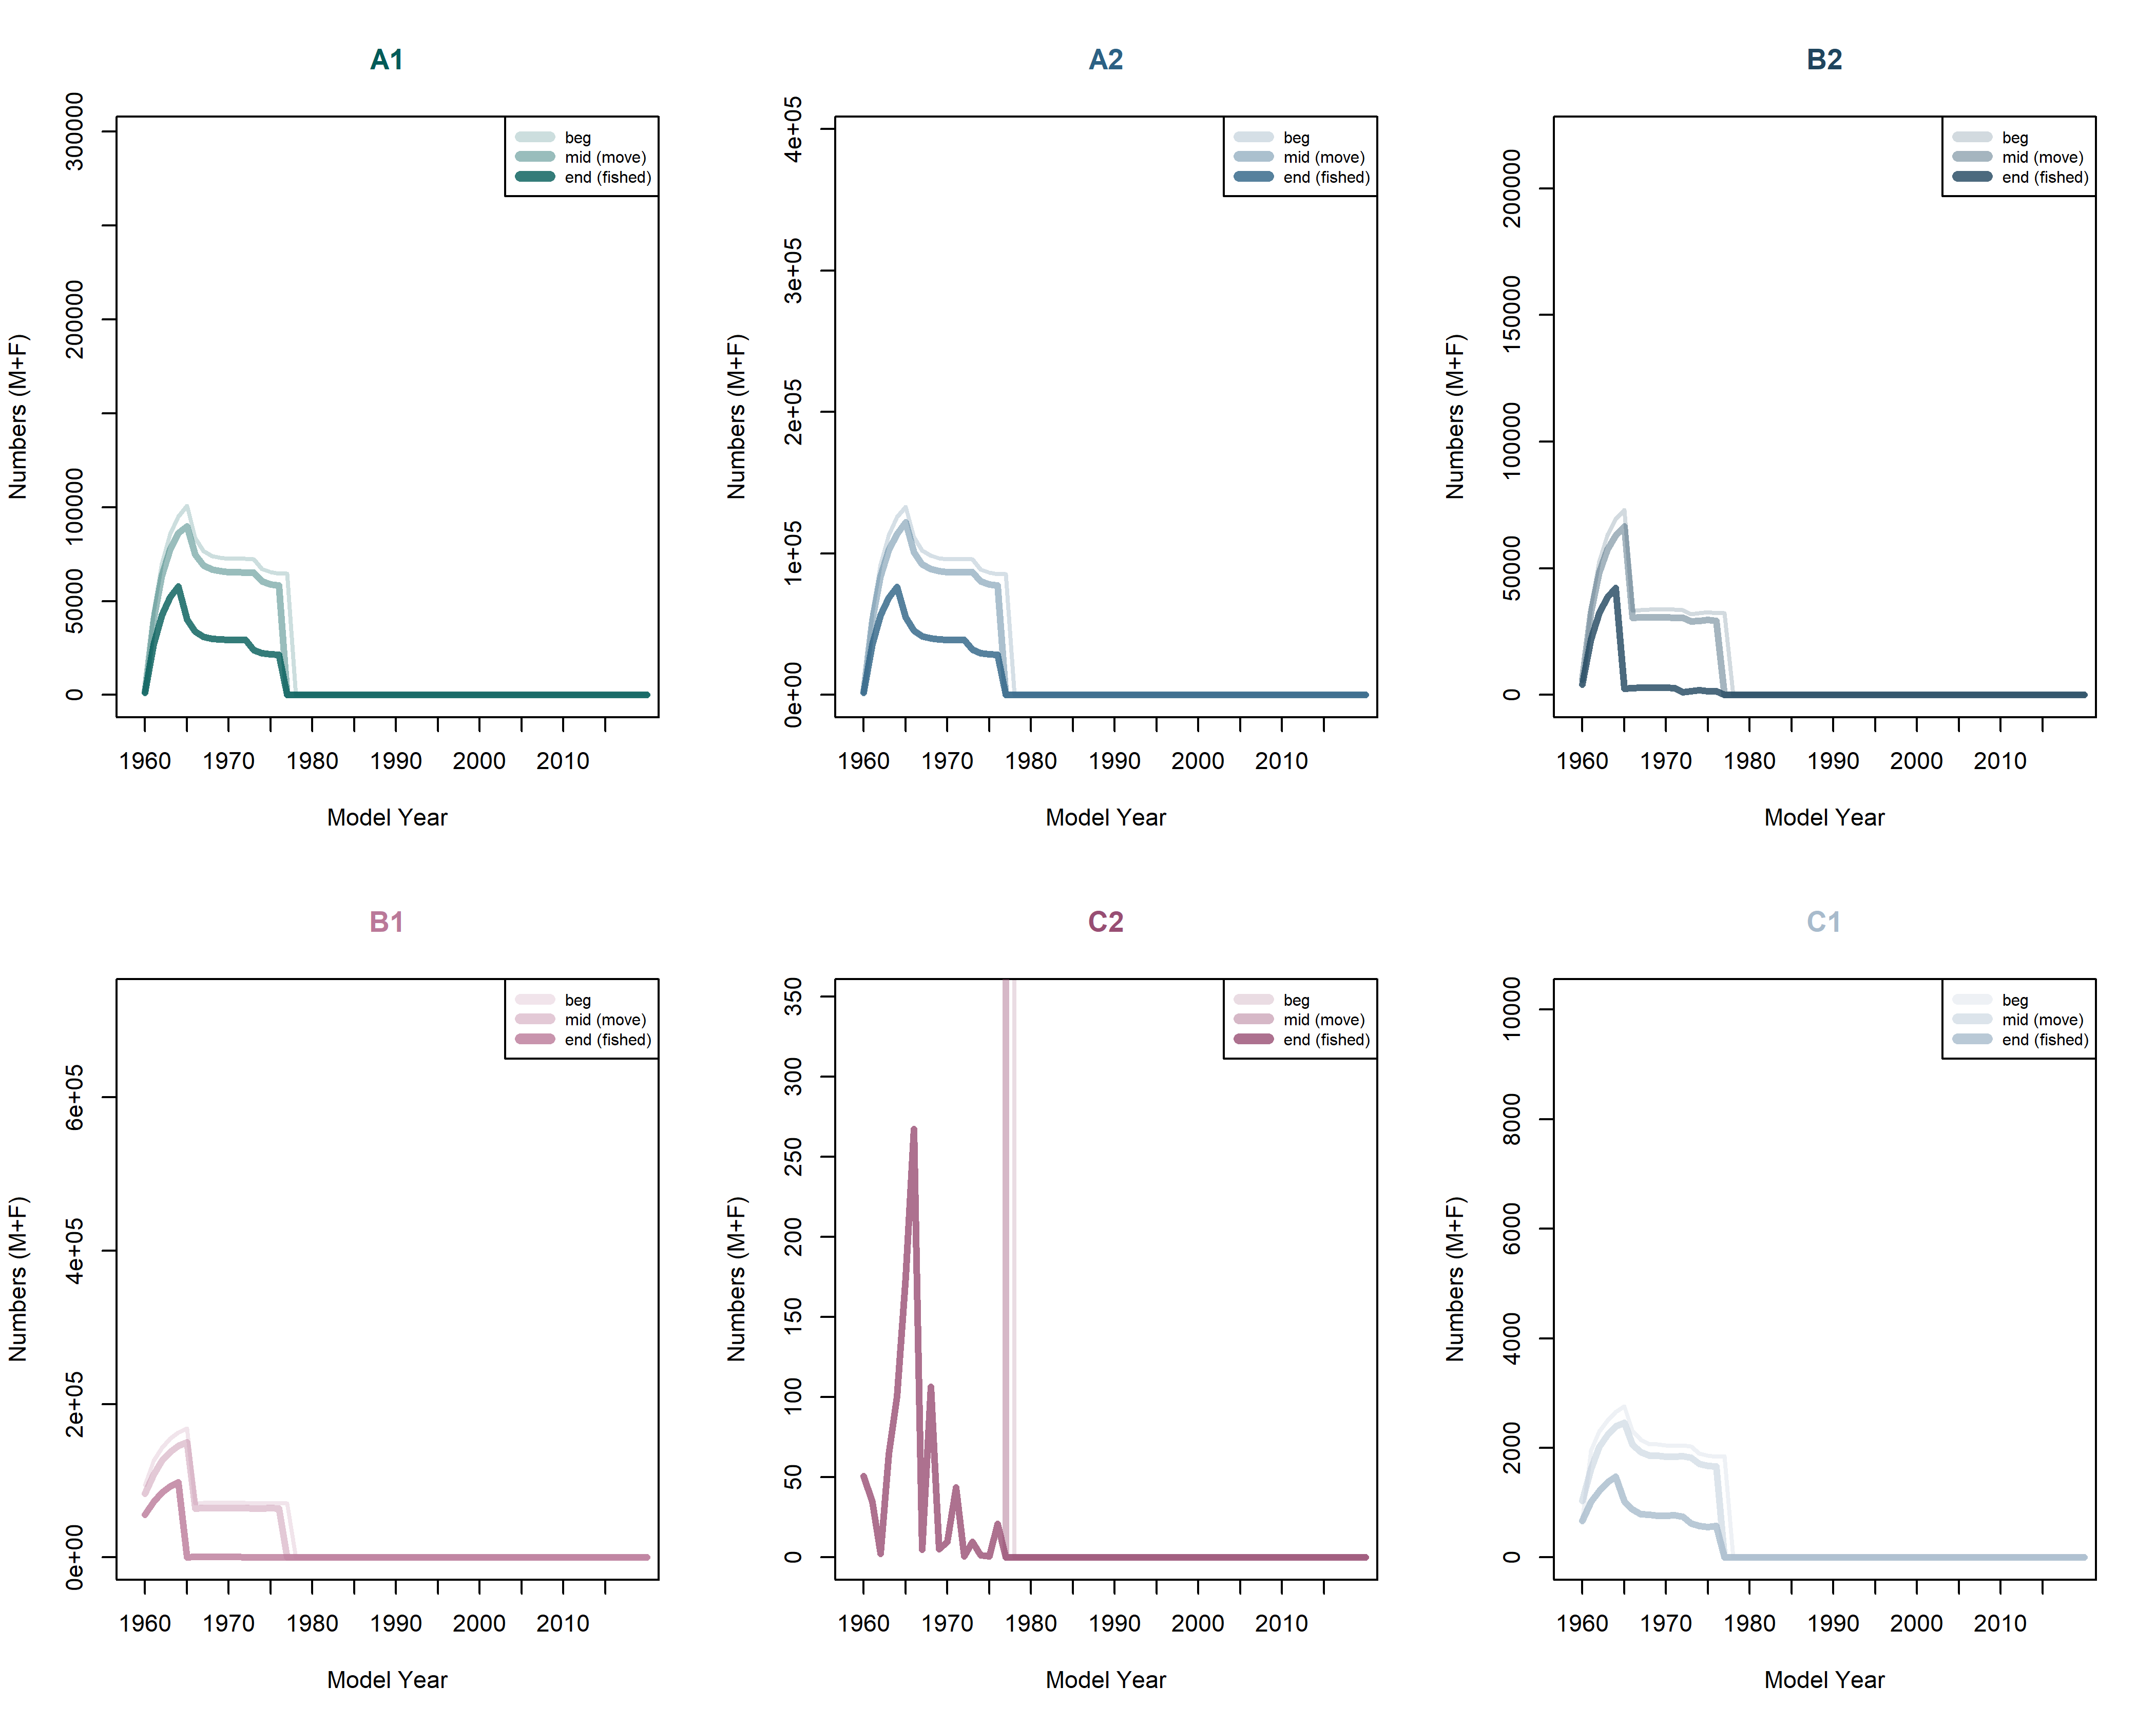 A1
Numbers (M+F)
300000
200000
100000
50000
0
beg
mid (move)
end (fished)
1960 1970 1980 1990 2000 2010
Model Year
A2
Numbers (M+F)
4e+05
3e+05
2e+05
1e+05
0e+00
beg
mid (move)
end (fished)
1960 1970 1980 1990 2000 2010
Model Year
B2
Numbers (M+F)
200000
150000
100000
50000
0
beg
mid (move)
end (fished)
1960 1970 1980 1990 2000 2010
Model Year
B1
Numbers (M+F)
6e+05
4e+05
2e+05
0e+00
beg
mid (move)
end (fished)
1960 1970 1980 1990 2000 2010
Model Year
C2
Numbers (M+F)
350
300
250
200
150
100
50
0
beg
mid (move)
end (fished)
1960 1970 1980 1990 2000 2010
Model Year
C1
Numbers (M+F)
10000
8000
6000
4000
2000
0
beg
mid (move)
end (fished)
1960 1970 1980 1990 2000 2010
Model Year